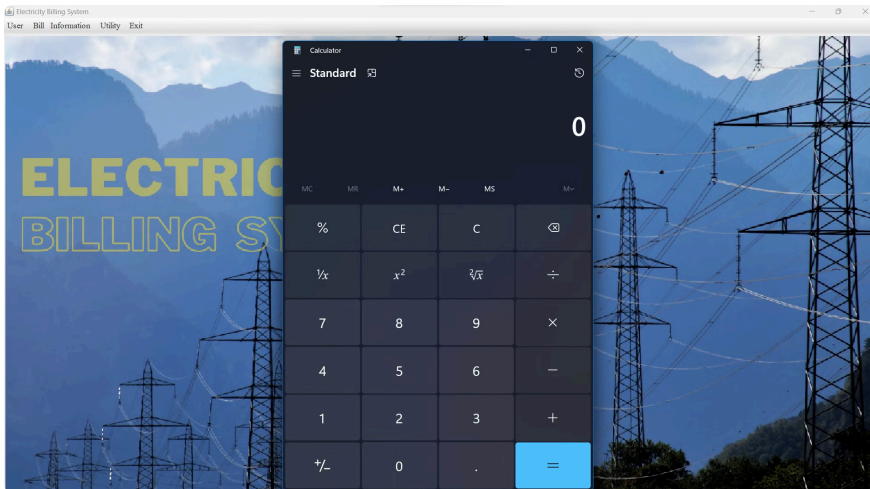 Electricity Billing System
User Bill Information Utility Exit
ELECTRIC
BILLING SY
Calculator
Standard
0
MC MR M+ M- MS M˅
% CE C
¹/x x² ²√x ÷
7 8 9 ×
4 5 6 −
1 2 3 +
+/− 0 . =